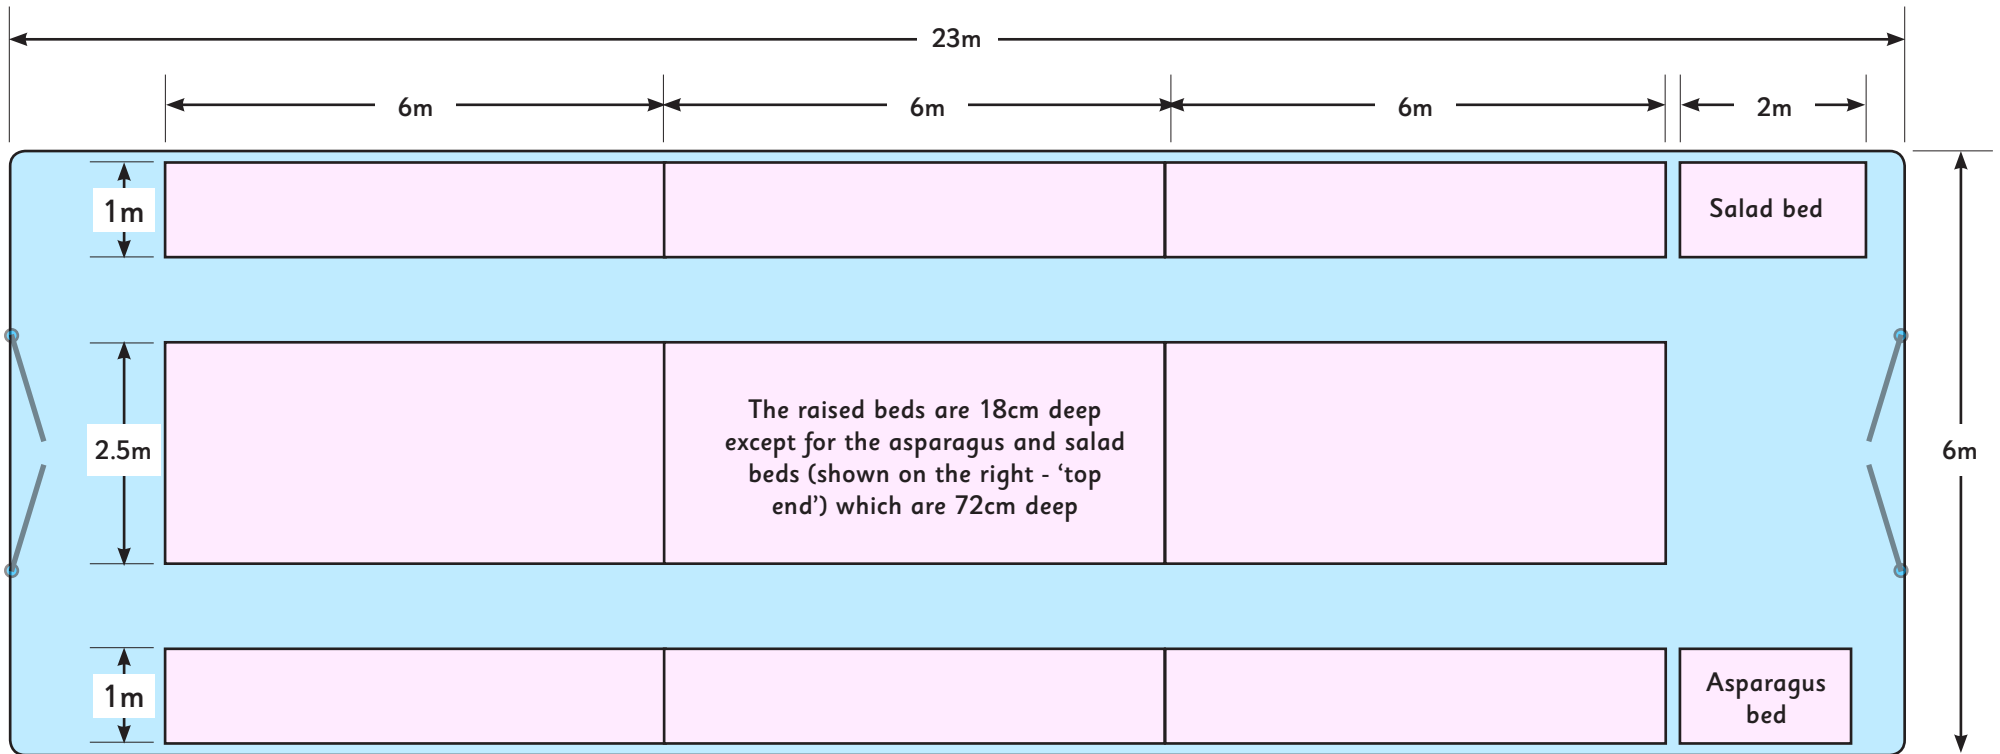 23m
6m
6m
6m
2m
1m
Salad bed
The raised beds are 18cm deep
except for the asparagus and salad
beds (shown on the right - ‘top
end’) which are 72cm deep
2.5m
6m
1m
Asparagus
bed